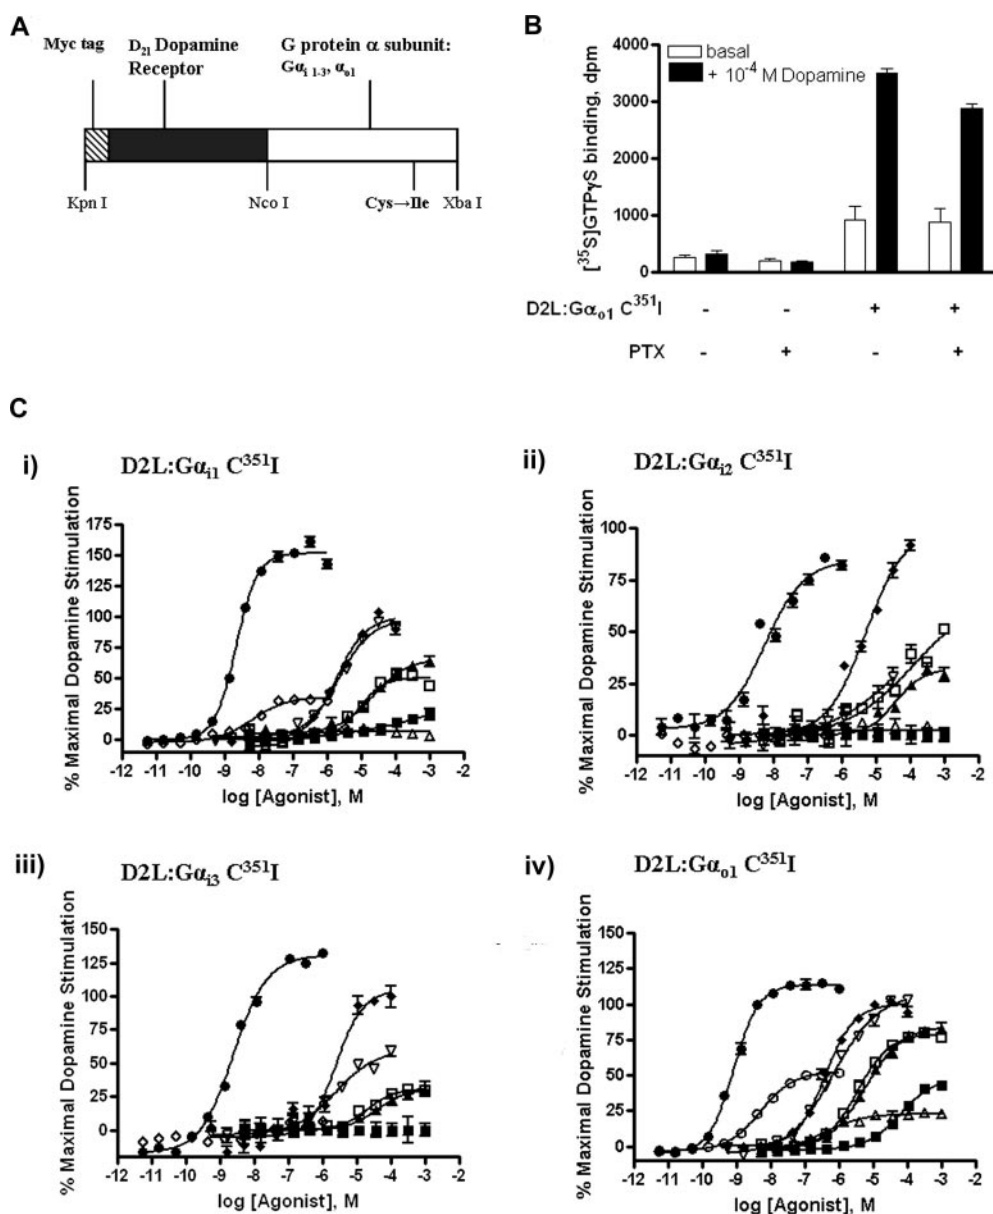 A
Myc tag
D21 Dopamine
Receptor
G protein α subunit:
Gαi 1-3, αo1
Kpn I
Nco I
Cys→Ile
Xba I
B
[35S]GTPγS binding, dpm
4000
3000
2000
1000
0
basal
+ 10-4 M Dopamine
D2L:Gαo1 C351I
- - + +
PTX
- + - +
C
i)
D2L:Gαi1 C351I
% Maximal Dopamine Stimulation
175
150
125
100
75
50
25
0
-12 -11 -10 -9 -8 -7 -6 -5 -4 -3 -2
log [Agonist], M
ii)
D2L:Gαi2 C351I
% Maximal Dopamine Stimulation
100
75
50
25
0
-12 -11 -10 -9 -8 -7 -6 -5 -4 -3 -2
log [Agonist], M
iii)
D2L:Gαi3 C351I
% Maximal Dopamine Stimulation
150
125
100
75
50
25
0
-12 -11 -10 -9 -8 -7 -6 -5 -4 -3 -2
log [Agonist], M
iv)
D2L:Gαo1 C351I
% Maximal Dopamine Stimulation
150
125
100
75
50
25
0
-12 -11 -10 -9 -8 -7 -6 -5 -4 -3 -2
log [Agonist], M